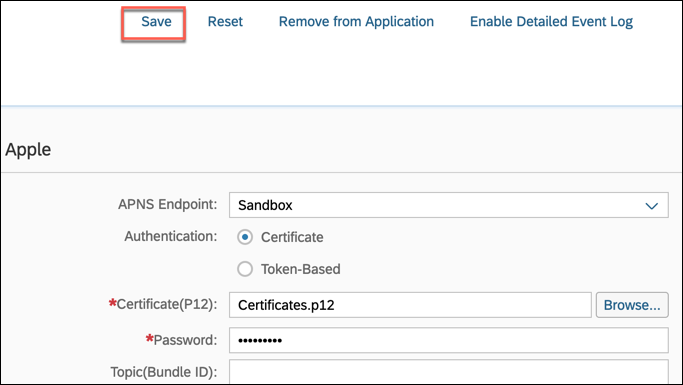 Save Reset Remove from Application Enable Detailed Event Log
Apple
APNS Endpoint: Sandbox
Authentication: Certificate
Token-Based
*Certificate(P12): Certificates.p12 Browse...
*Password: •••••••••
Topic(Bundle ID):